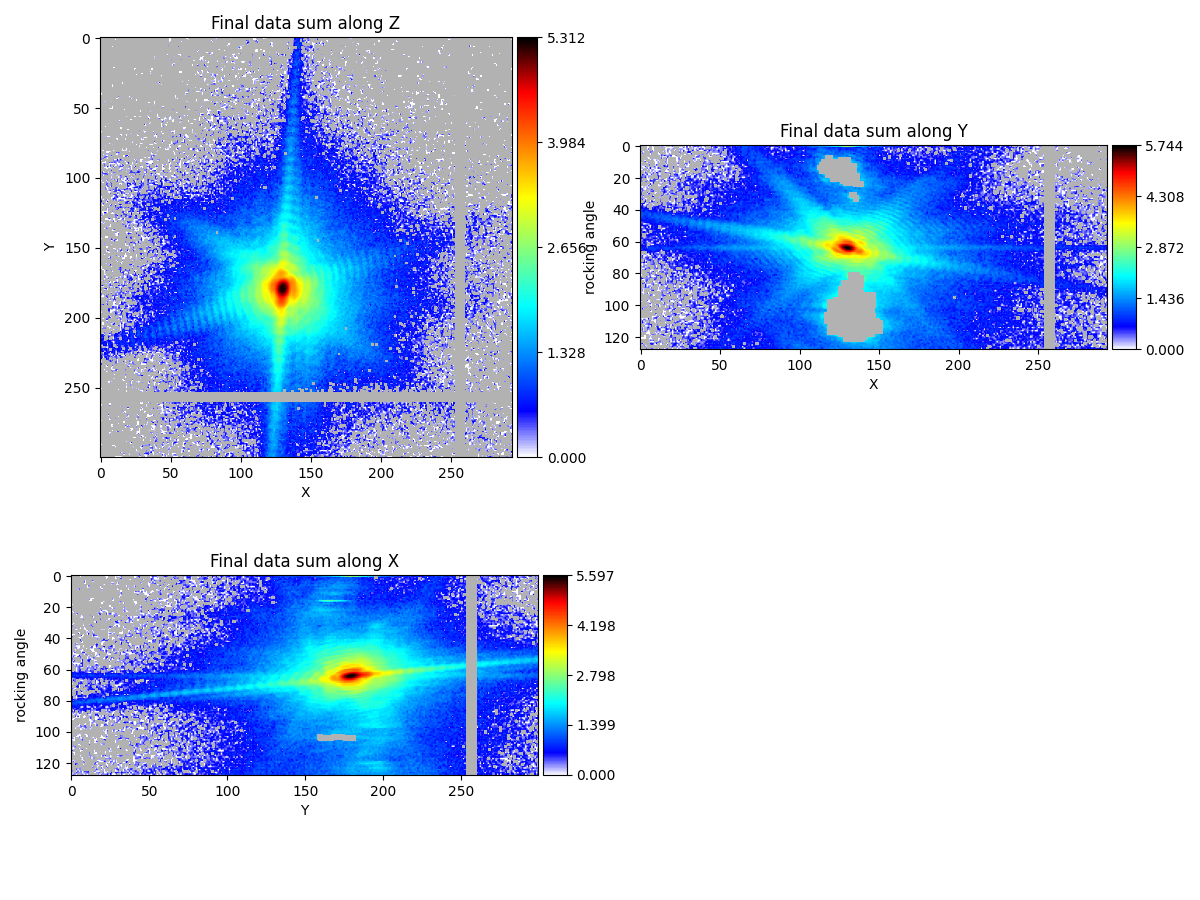 Final data sum along Z
0
50
100
150
200
250
Y
0 50 100 150 200 250
X
5.312
3.984
2.656
1.328
0.000
Final data sum along Y
0
20
40
60
80
100
120
rocking angle
0 50 100 150 200 250
X
5.744
4.308
2.872
1.436
0.000
Final data sum along X
0
20
40
60
80
100
120
rocking angle
0 50 100 150 200 250
Y
5.597
4.198
2.798
1.399
0.000